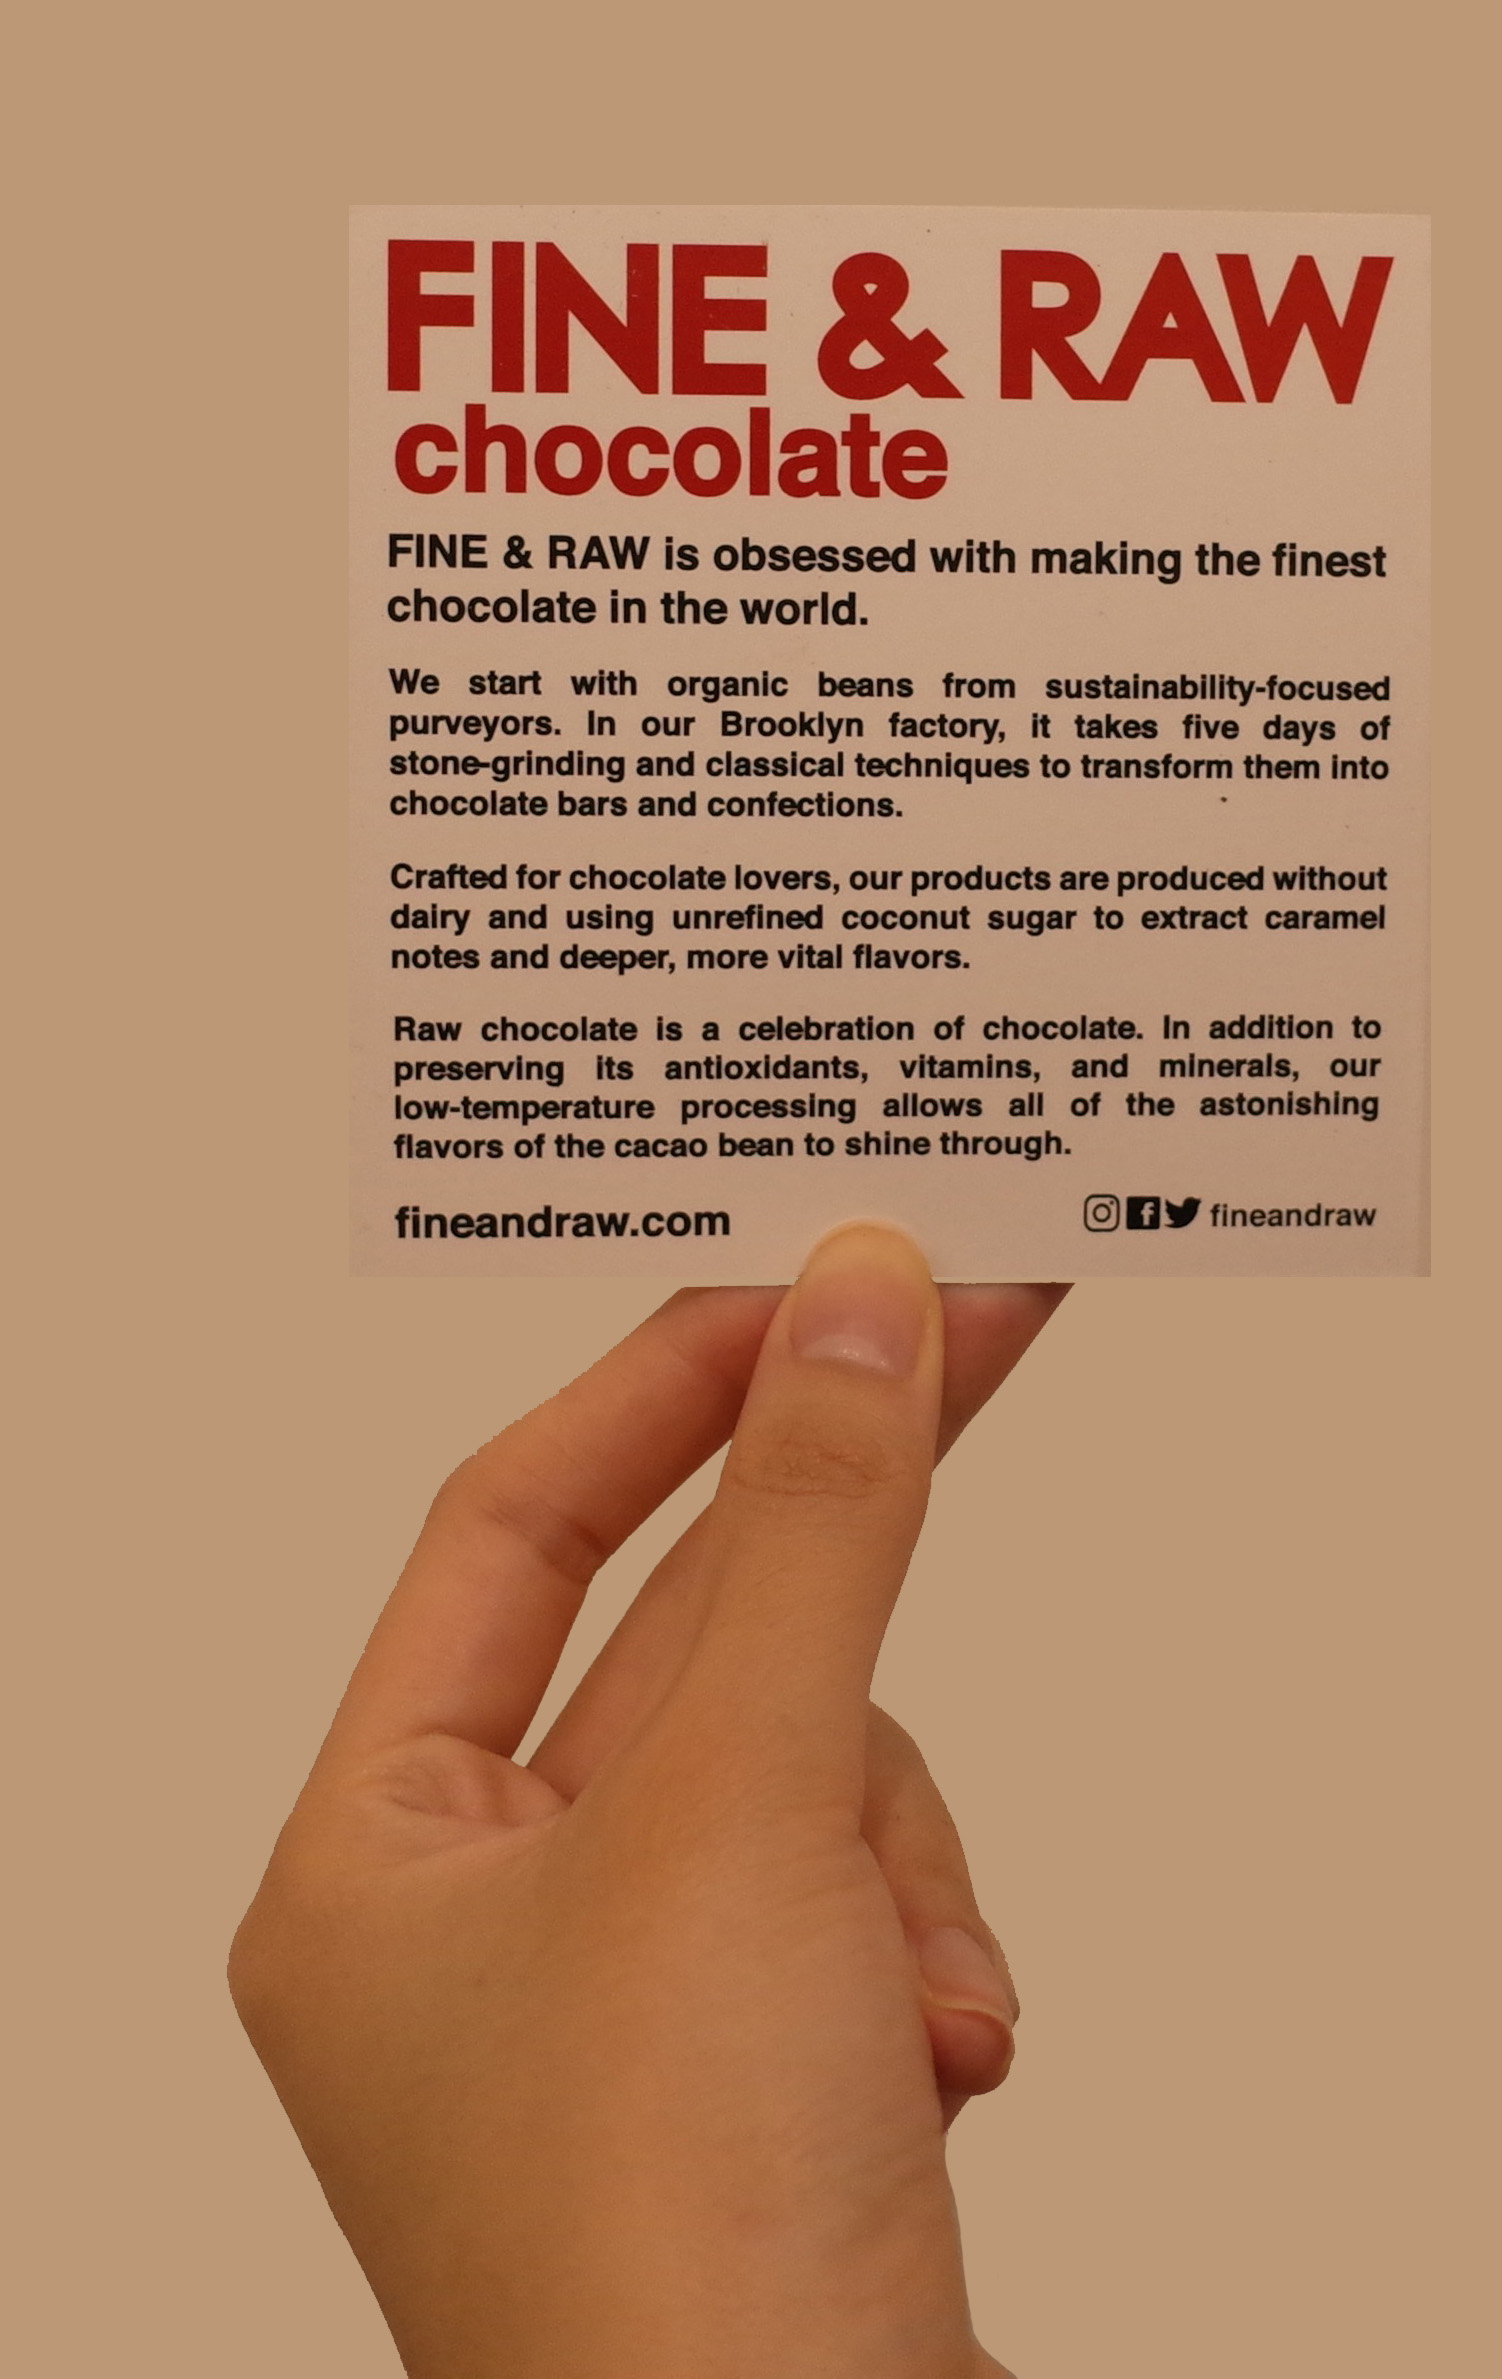 FINE & RAW
chocolate
FINE & RAW is obsessed with making the finest
chocolate in the world.
We start with organic beans from sustainability-focused
purveyors. In our Brooklyn factory, it takes five days of
stone-grinding and classical techniques to transform them into
chocolate bars and confections.
Crafted for chocolate lovers, our products are produced without
dairy and using unrefined coconut sugar to extract caramel
notes and deeper, more vital flavors.
Raw chocolate is a celebration of chocolate. In addition to
preserving its antioxidants, vitamins, and minerals, our
low-temperature processing allows all of the astonishing
flavors of the cacao bean to shine through.
fineandraw.com
fineandraw